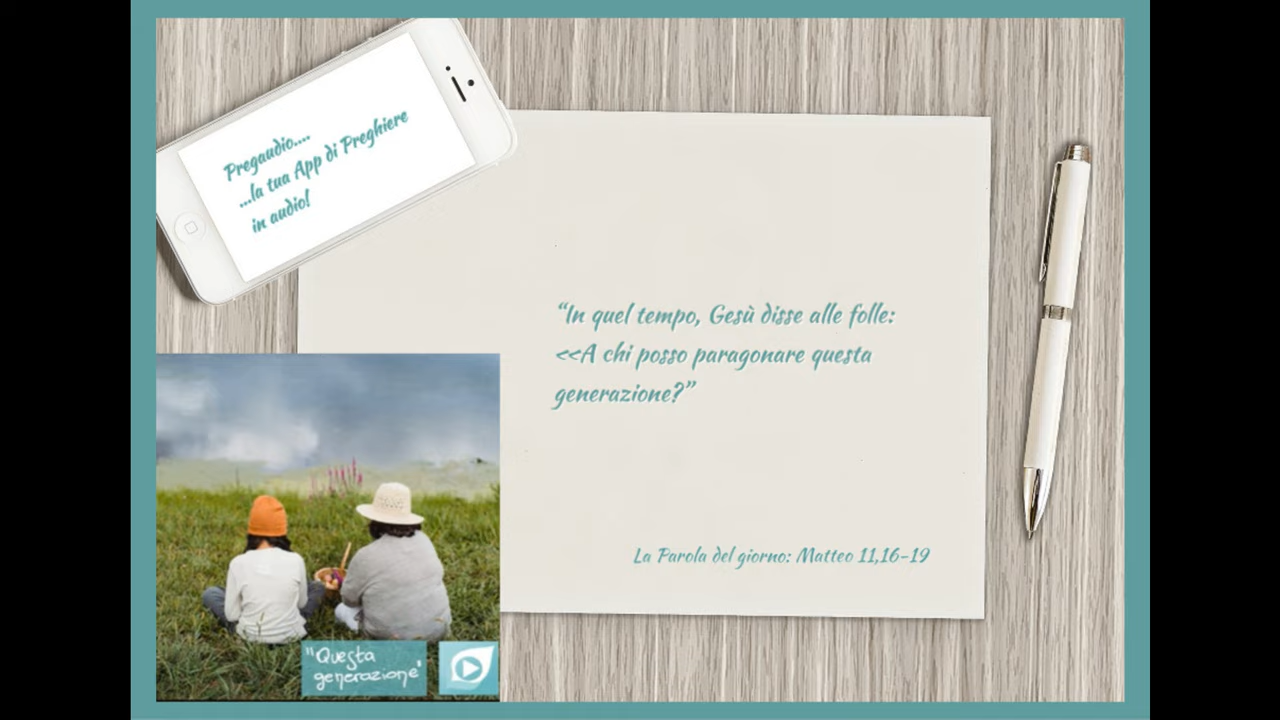 Pregaudio....
...la tua App di Preghiere
in audio!
“In quel tempo, Gesù disse alle folle:
<<A chi posso paragonare questa
generazione?”
La Parola del giorno: Matteo 11,16-19
"Questa
generazione"